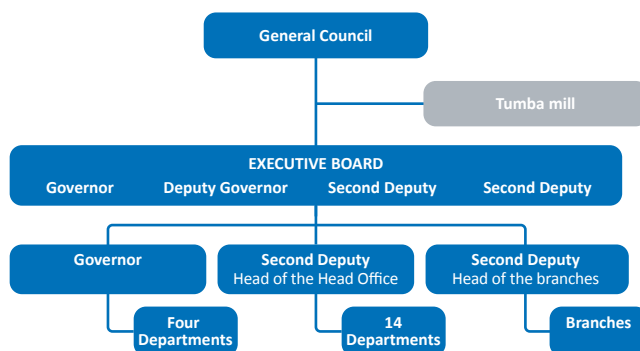 General Council
Tumba mill
EXECUTIVE BOARD
Governor Deputy Governor Second Deputy Second Deputy
Governor
Second Deputy
Head of the Head Office
Second Deputy
Head of the branches
Four
Departments
14
Departments
Branches